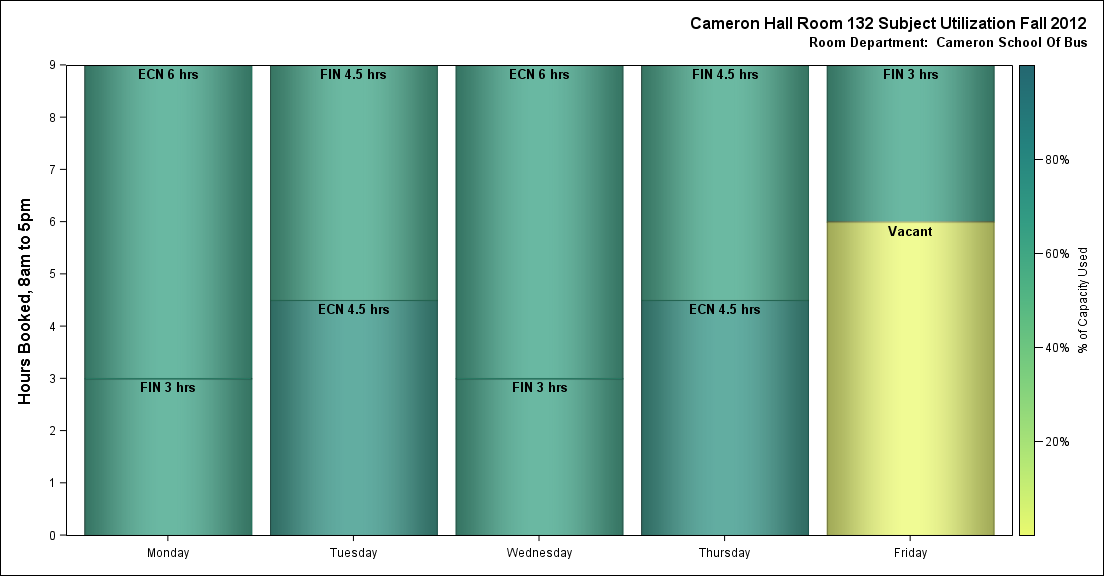 Cameron Hall Room 132 Subject Utilization Fall 2012
Room Department:  Cameron School Of Bus
Hours Booked, 8am to 5pm
9
8
7
6
5
4
3
2
1
0
ECN 6 hrs
FIN 3 hrs
FIN 4.5 hrs
ECN 4.5 hrs
ECN 6 hrs
FIN 3 hrs
FIN 4.5 hrs
ECN 4.5 hrs
FIN 3 hrs
Vacant
Monday
Tuesday
Wednesday
Thursday
Friday
80%
60%
40%
20%
% of Capacity Used